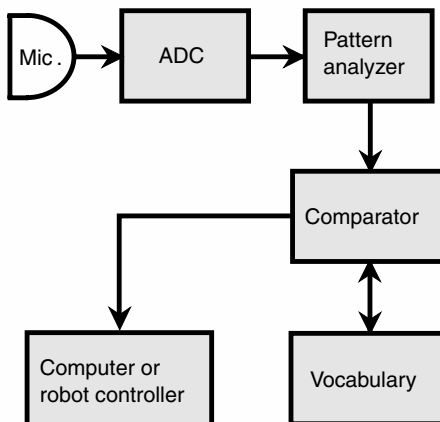 Mic.
ADC
Pattern
analyzer
Comparator
Computer or
robot controller
Vocabulary